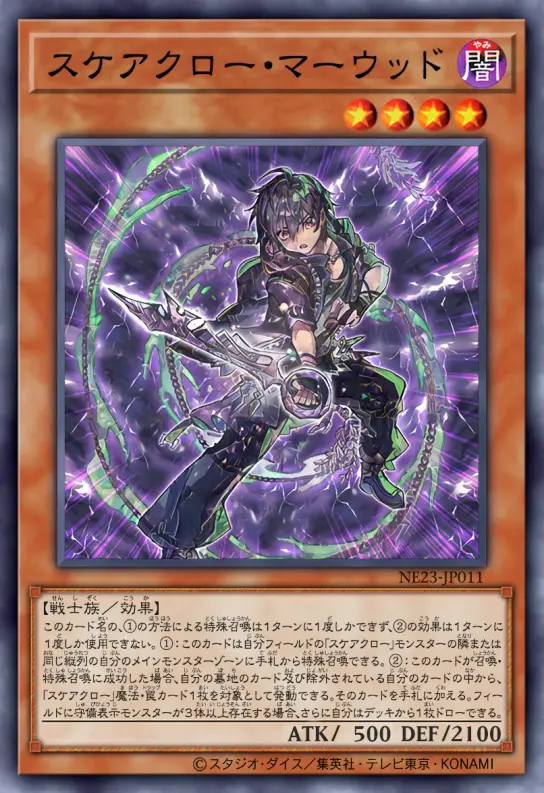 スケアクロー・マーウッド
やみ
闇
NE23-JP011
【戦士族／効果】
このカード名の、①の方法による特殊召喚は1ターンに1度しかできず、②の効果は1ターンに
1度しか使用できない。①：このカードは自分フィールドの「スケアクロー」モンスターの隣または
同じ縦列の自分のメインモンスターゾーンに手札から特殊召喚できる。②：このカードが召喚・
特殊召喚に成功した場合、自分の墓地のカード及び除外されている自分のカードの中から、
「スケアクロー」魔法・罠カード1枚を対象として発動できる。そのカードを手札に加える。フィー
ルドに守備表示モンスターが3体以上存在する場合、さらに自分はデッキから1枚ドローできる。
ATK/ 500 DEF/2100
©スタジオ・ダイス／集英社・テレビ東京・KONAMI